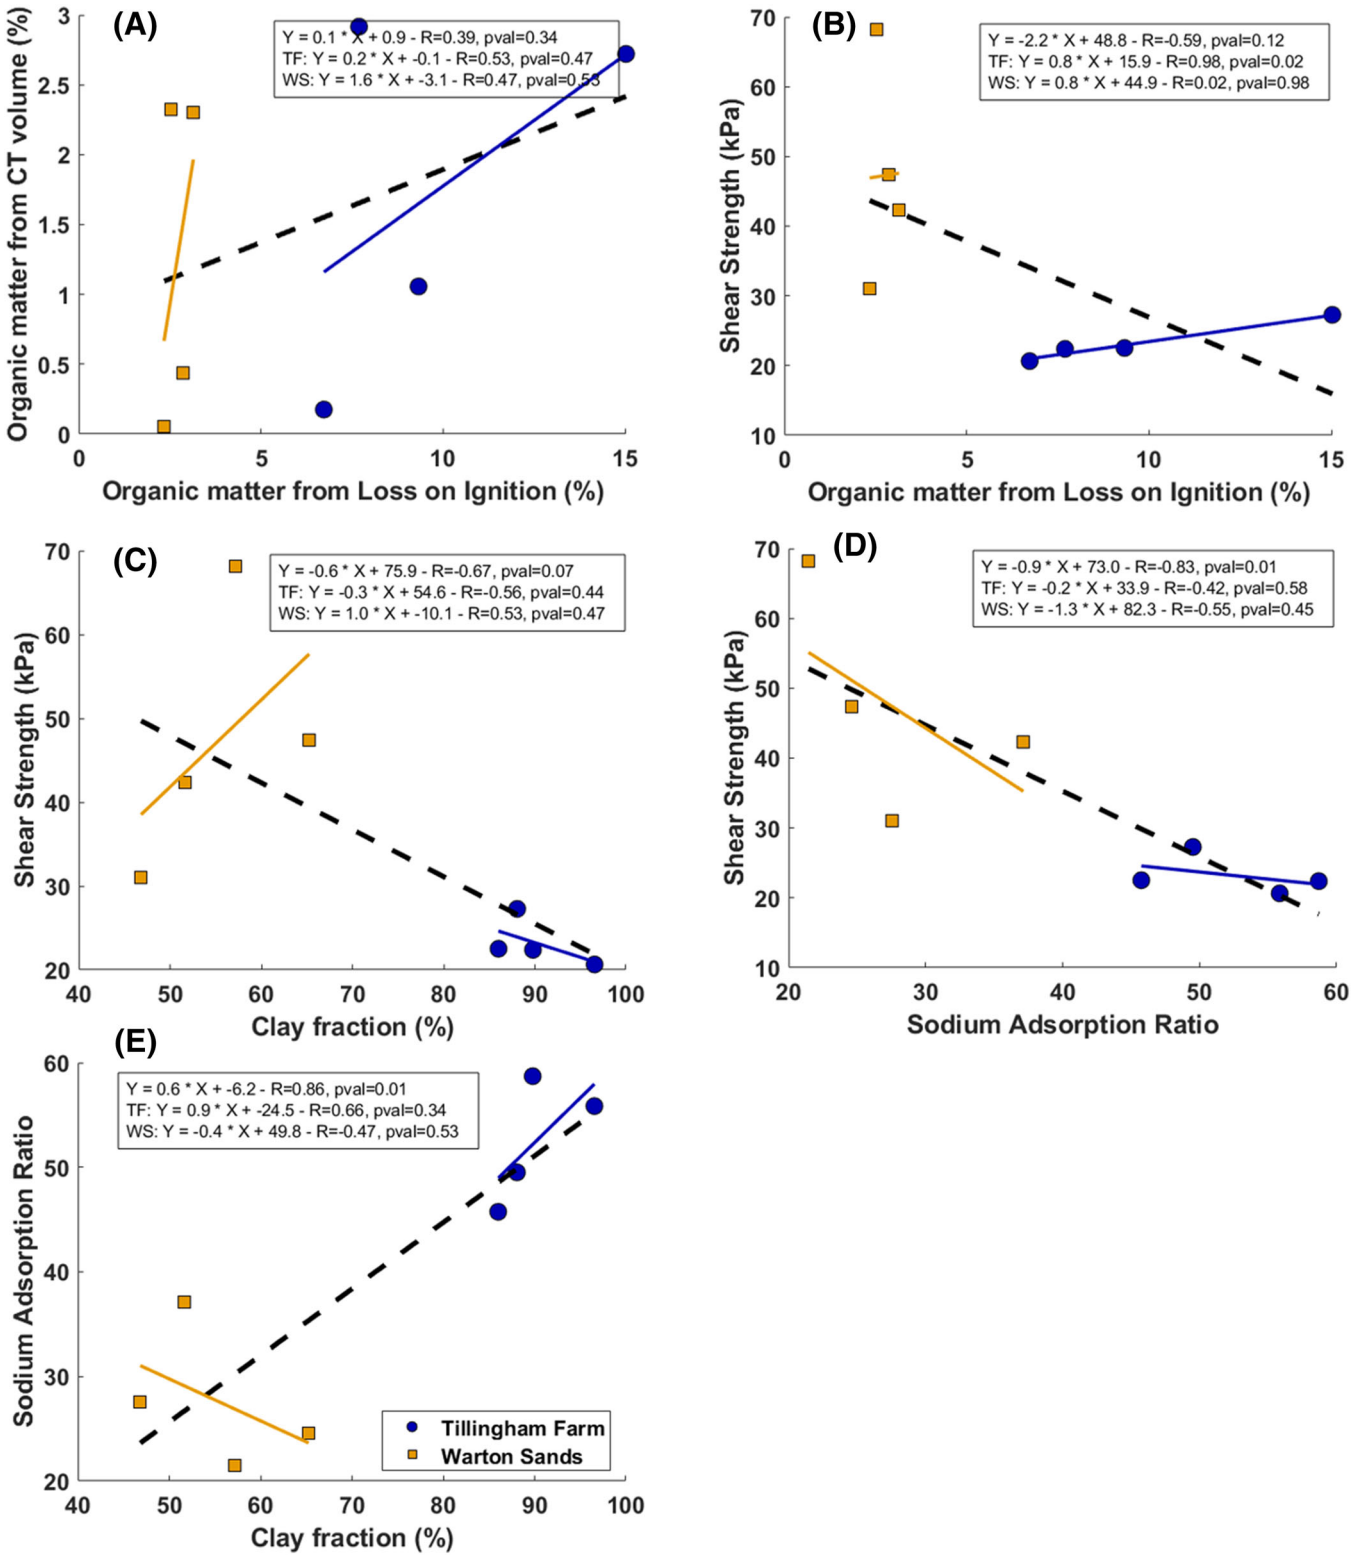 (A)
Y = 0.1 * X + 0.9 - R=0.39, pval=0.34
TF: Y = 0.2 * X + -0.1 - R=0.53, pval=0.47
WS: Y = 1.6 * X + -3.1 - R=0.47, pval=0.53
Organic matter from CT volume (%)
3
2.5
2
1.5
1
0.5
0
0 5 10 15
Organic matter from Loss on Ignition (%)
(B)
Y = -2.2 * X + 48.8 - R=-0.59, pval=0.12
TF: Y = 0.8 * X + 15.9 - R=0.98, pval=0.02
WS: Y = 0.8 * X + 44.9 - R=0.02, pval=0.98
Shear Strength (kPa)
70
60
50
40
30
20
10
0 5 10 15
Organic matter from Loss on Ignition (%)
(C)
Y = -0.6 * X + 75.9 - R=-0.67, pval=0.07
TF: Y = -0.3 * X + 54.6 - R=-0.56, pval=0.44
WS: Y = 1.0 * X + -10.1 - R=0.53, pval=0.47
Shear Strength (kPa)
70
60
50
40
30
20
40 50 60 70 80 90 100
Clay fraction (%)
(D)
Y = -0.9 * X + 73.0 - R=-0.83, pval=0.01
TF: Y = -0.2 * X + 33.9 - R=-0.42, pval=0.58
WS: Y = -1.3 * X + 82.3 - R=-0.55, pval=0.45
Shear Strength (kPa)
70
60
50
40
30
20
10
20 30 40 50 60
Sodium Adsorption Ratio
(E)
Y = 0.6 * X + -6.2 - R=0.86, pval=0.01
TF: Y = 0.9 * X + -24.5 - R=0.66, pval=0.34
WS: Y = -0.4 * X + 49.8 - R=-0.47, pval=0.53
Sodium Adsorption Ratio
60
50
40
30
20
Tillingham Farm
Warton Sands
40 50 60 70 80 90 100
Clay fraction (%)